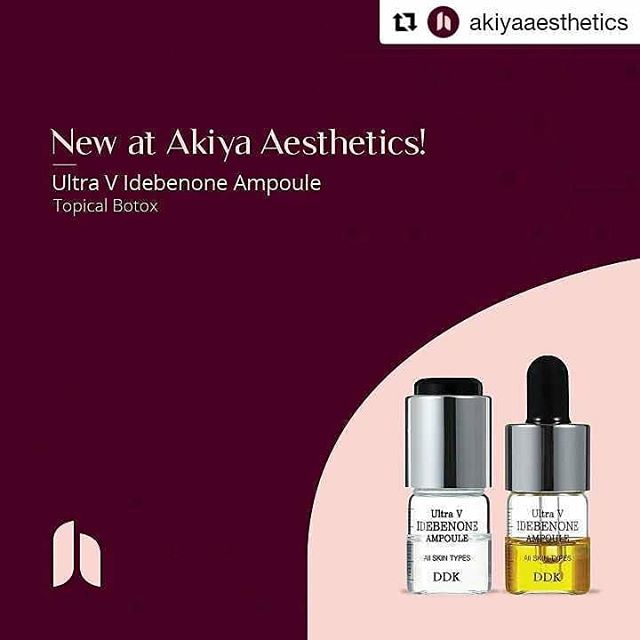 akiyaaesthetics
New at Akiya Aesthetics!
Ultra V Idebenone Ampoule
Topical Botox
Ultra V
IDEBENONE
AMPOULE
All SKIN TYPES
DDK
Ultra V
IDEBENONE
AMPOULE
All SKIN TYPES
DDK